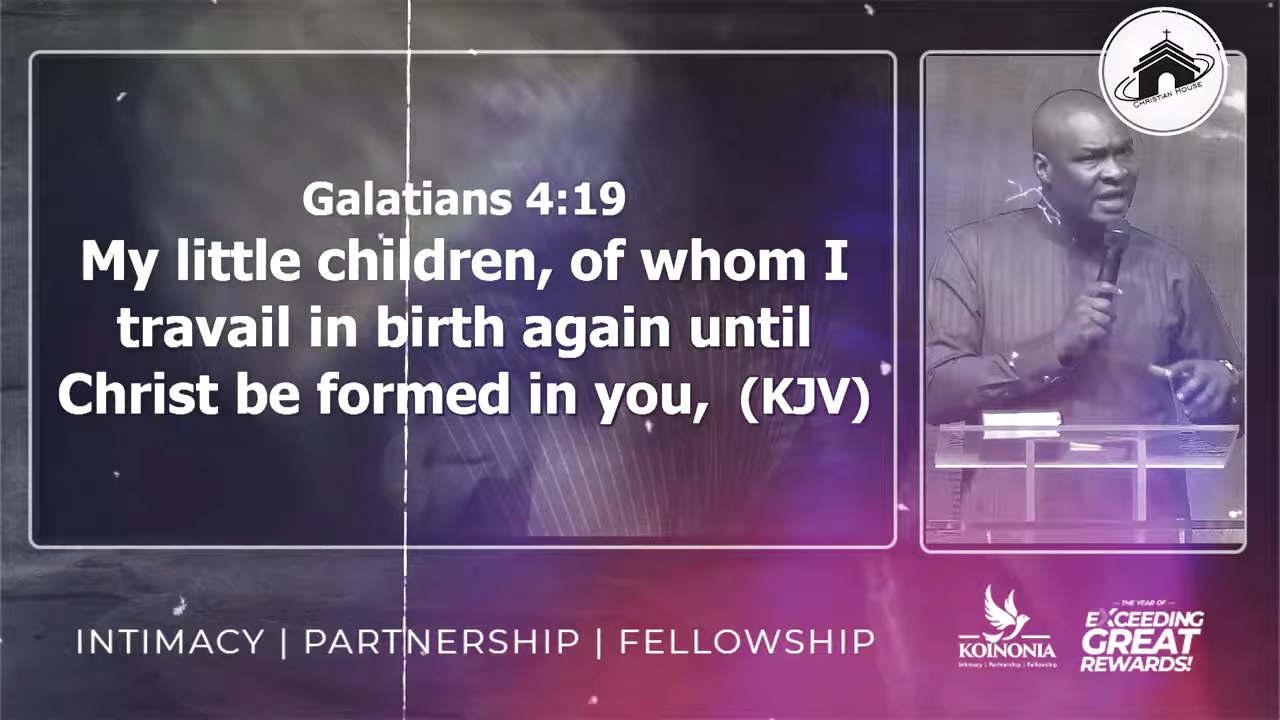 CHRISTIAN HOUSE
Galatians 4:19
My little children, of whom I
travail in birth again until
Christ be formed in you, (KJV)
INTIMACY | PARTNERSHIP | FELLOWSHIP
KOINONIA
Intimacy | Partnership | Fellowship
THE YEAR OF
EXCEEDING
GREAT
REWARDS!